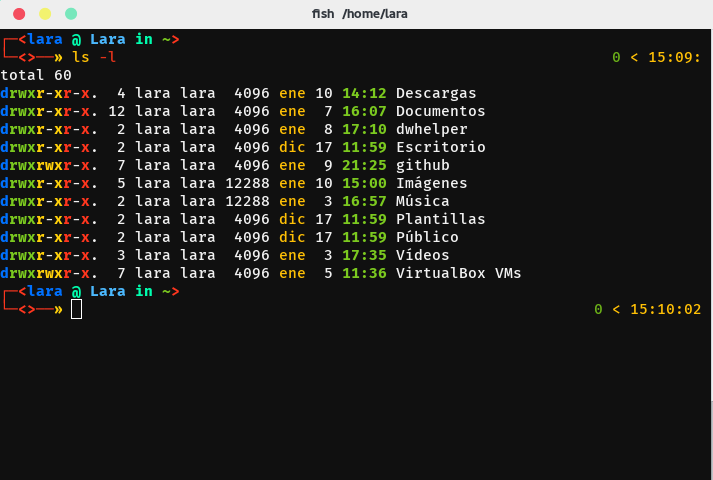 fish /home/lara
┌─<lara @ Lara in ~>
└─<>──» ls -l 0 < 15:09:
total 60
drwxr-xr-x. 4 lara lara 4096 ene 10 14:12 Descargas
drwxr-xr-x. 12 lara lara 4096 ene 7 16:07 Documentos
drwxr-xr-x. 2 lara lara 4096 ene 8 17:10 dwhelper
drwxr-xr-x. 2 lara lara 4096 dic 17 11:59 Escritorio
drwxrwxr-x. 7 lara lara 4096 ene 9 21:25 github
drwxr-xr-x. 5 lara lara 12288 ene 10 15:00 Imágenes
drwxr-xr-x. 2 lara lara 12288 ene 3 16:57 Música
drwxr-xr-x. 2 lara lara 4096 dic 17 11:59 Plantillas
drwxr-xr-x. 2 lara lara 4096 dic 17 11:59 Público
drwxr-xr-x. 3 lara lara 4096 ene 3 17:35 Vídeos
drwxrwxr-x. 7 lara lara 4096 ene 5 11:36 VirtualBox VMs
┌─<lara @ Lara in ~>
└─<>──» 0 < 15:10:02